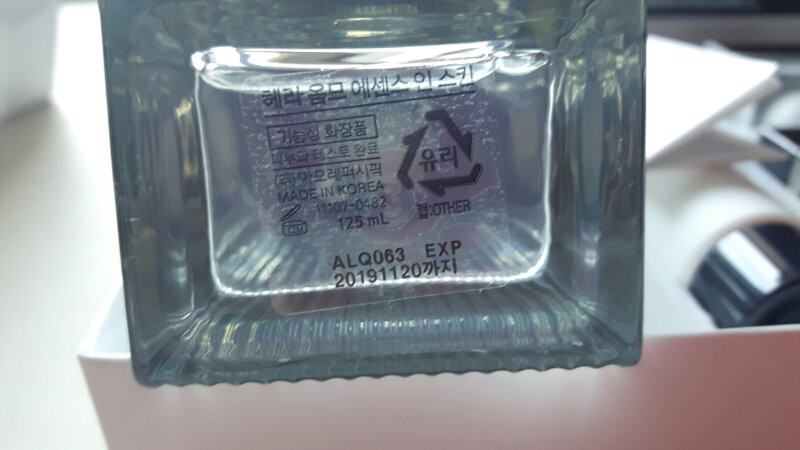 헤라 옴므 에센스 인 스킨
기능성 화장품
피부과 테스트 완료
(주)아모레퍼시픽
MADE IN KOREA
11107-0482
12M
125 mL
유리
캡:OTHER
ALQ063 EXP
20191120까지